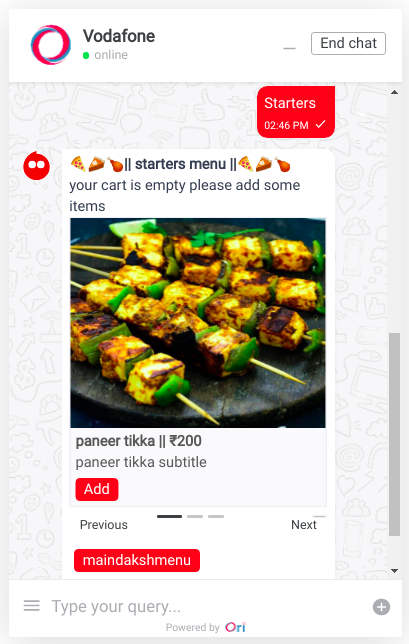 Vodafone
online
End chat
Starters
02:46 PM
🍕🥧🍗|| starters menu ||🍕🥧🍗
your cart is empty please add some
items
paneer tikka || ₹200
paneer tikka subtitle
Add
Previous
Next
maindakshmenu
Type your query...
Powered by Ori